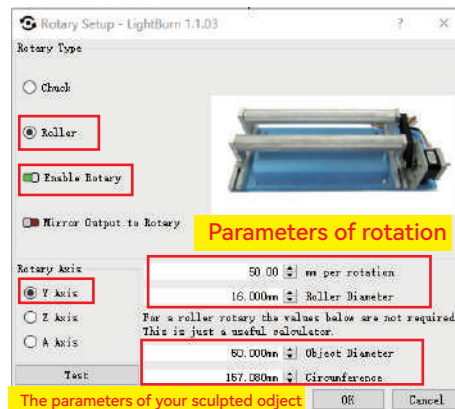 Rotary Setup - LightBurn 1.1.03 ? ×
Rotary Type
Chuck
Roller
Enable Rotary
Mirror Output to Rotary
Parameters of rotation
Rotary Axis
50.00 mm per rotation
Y Axis
16.000mm Roller Diameter
Z Axis
For a roller rotary the values below are not required
This is just a useful calculator.
A Axis
50.000mm Object Diameter
Test
157.080mm Circumference
The parameters of your sculpted odject
OK
Cancel